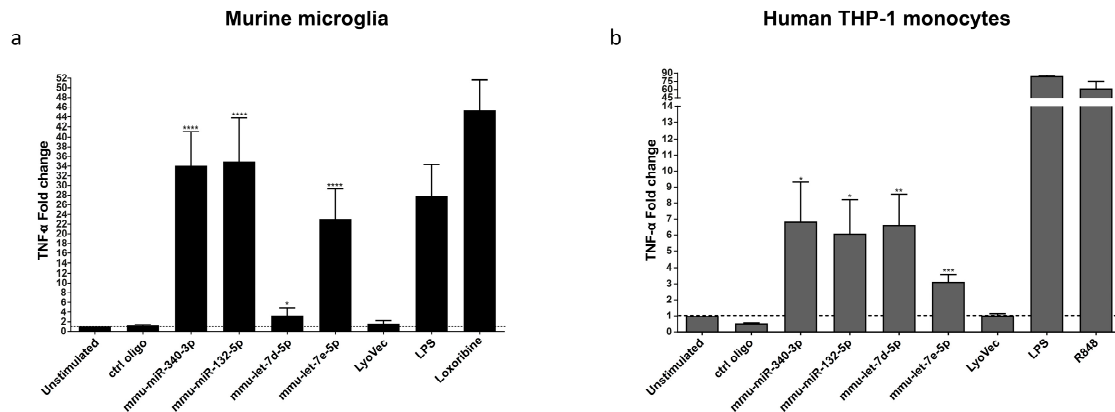 Murine microglia
a
TNF-α Fold change
52
50
48
46
44
42
40
38
36
34
32
30
28
26
24
22
20
18
16
14
12
10
8
6
4
2
0
****
****
*
****
Unstimulated
ctrl oligo
mmu-miR-340-3p
mmu-miR-132-5p
mmu-let-7d-5p
mmu-let-7e-5p
LyoVec
LPS
Loxoribine
Human THP-1 monocytes
b
TNF-α Fold change
90
75
60
45
14
13
12
11
10
9
8
7
6
5
4
3
2
1
0
*
*
**
***
Unstimulated
ctrl oligo
mmu-miR-340-3p
mmu-miR-132-5p
mmu-let-7d-5p
mmu-let-7e-5p
LyoVec
LPS
R848